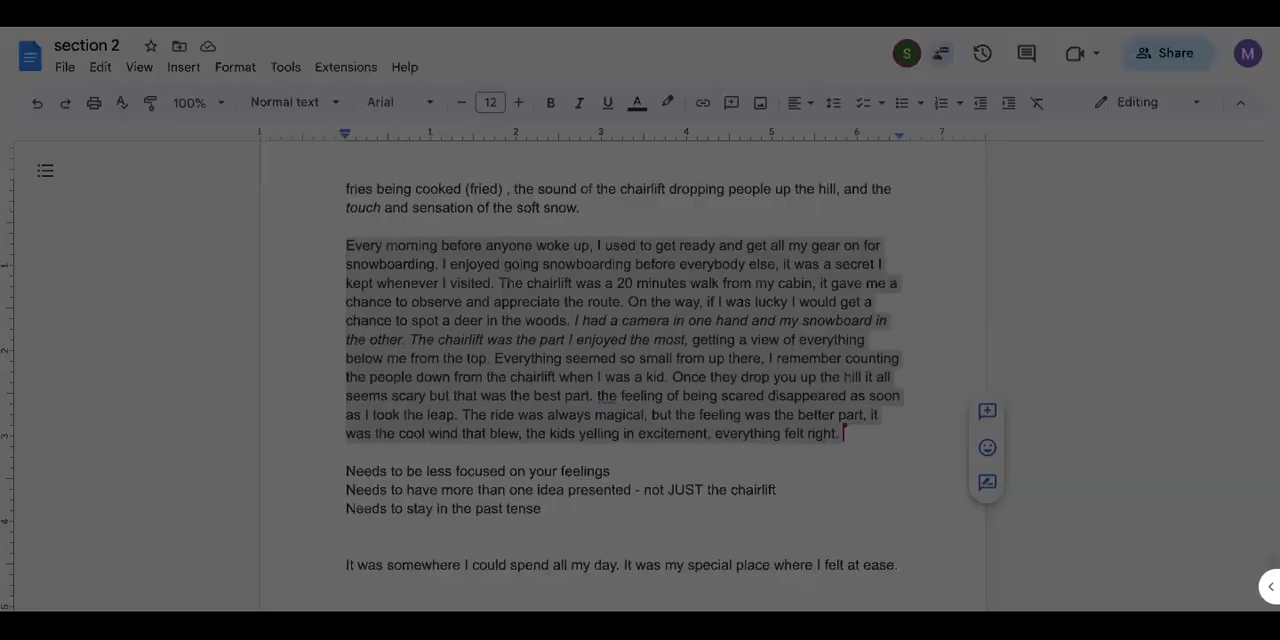 section 2
S
Share
M
File Edit View Insert Format Tools Extensions Help
100% Normal text Arial − 12 + B I U A Editing
1 1 2 3 4 5 6 7
fries being cooked (fried) , the sound of the chairlift dropping people up the hill, and the
touch and sensation of the soft snow.
Every morning before anyone woke up, I used to get ready and get all my gear on for
snowboarding. I enjoyed going snowboarding before everybody else, it was a secret I
kept whenever I visited. The chairlift was a 20 minutes walk from my cabin, it gave me a
chance to observe and appreciate the route. On the way, if I was lucky I would get a
chance to spot a deer in the woods. I had a camera in one hand and my snowboard in
the other. The chairlift was the part I enjoyed the most, getting a view of everything
below me from the top. Everything seemed so small from up there, I remember counting
the people down from the chairlift when I was a kid. Once they drop you up the hill it all
seems scary but that was the best part. the feeling of being scared disappeared as soon
as I took the leap. The ride was always magical, but the feeling was the better part, it
was the cool wind that blew, the kids yelling in excitement, everything felt right.
Needs to be less focused on your feelings
Needs to have more than one idea presented - not JUST the chairlift
Needs to stay in the past tense
It was somewhere I could spend all my day. It was my special place where I felt at ease.
1
2
3
4
5